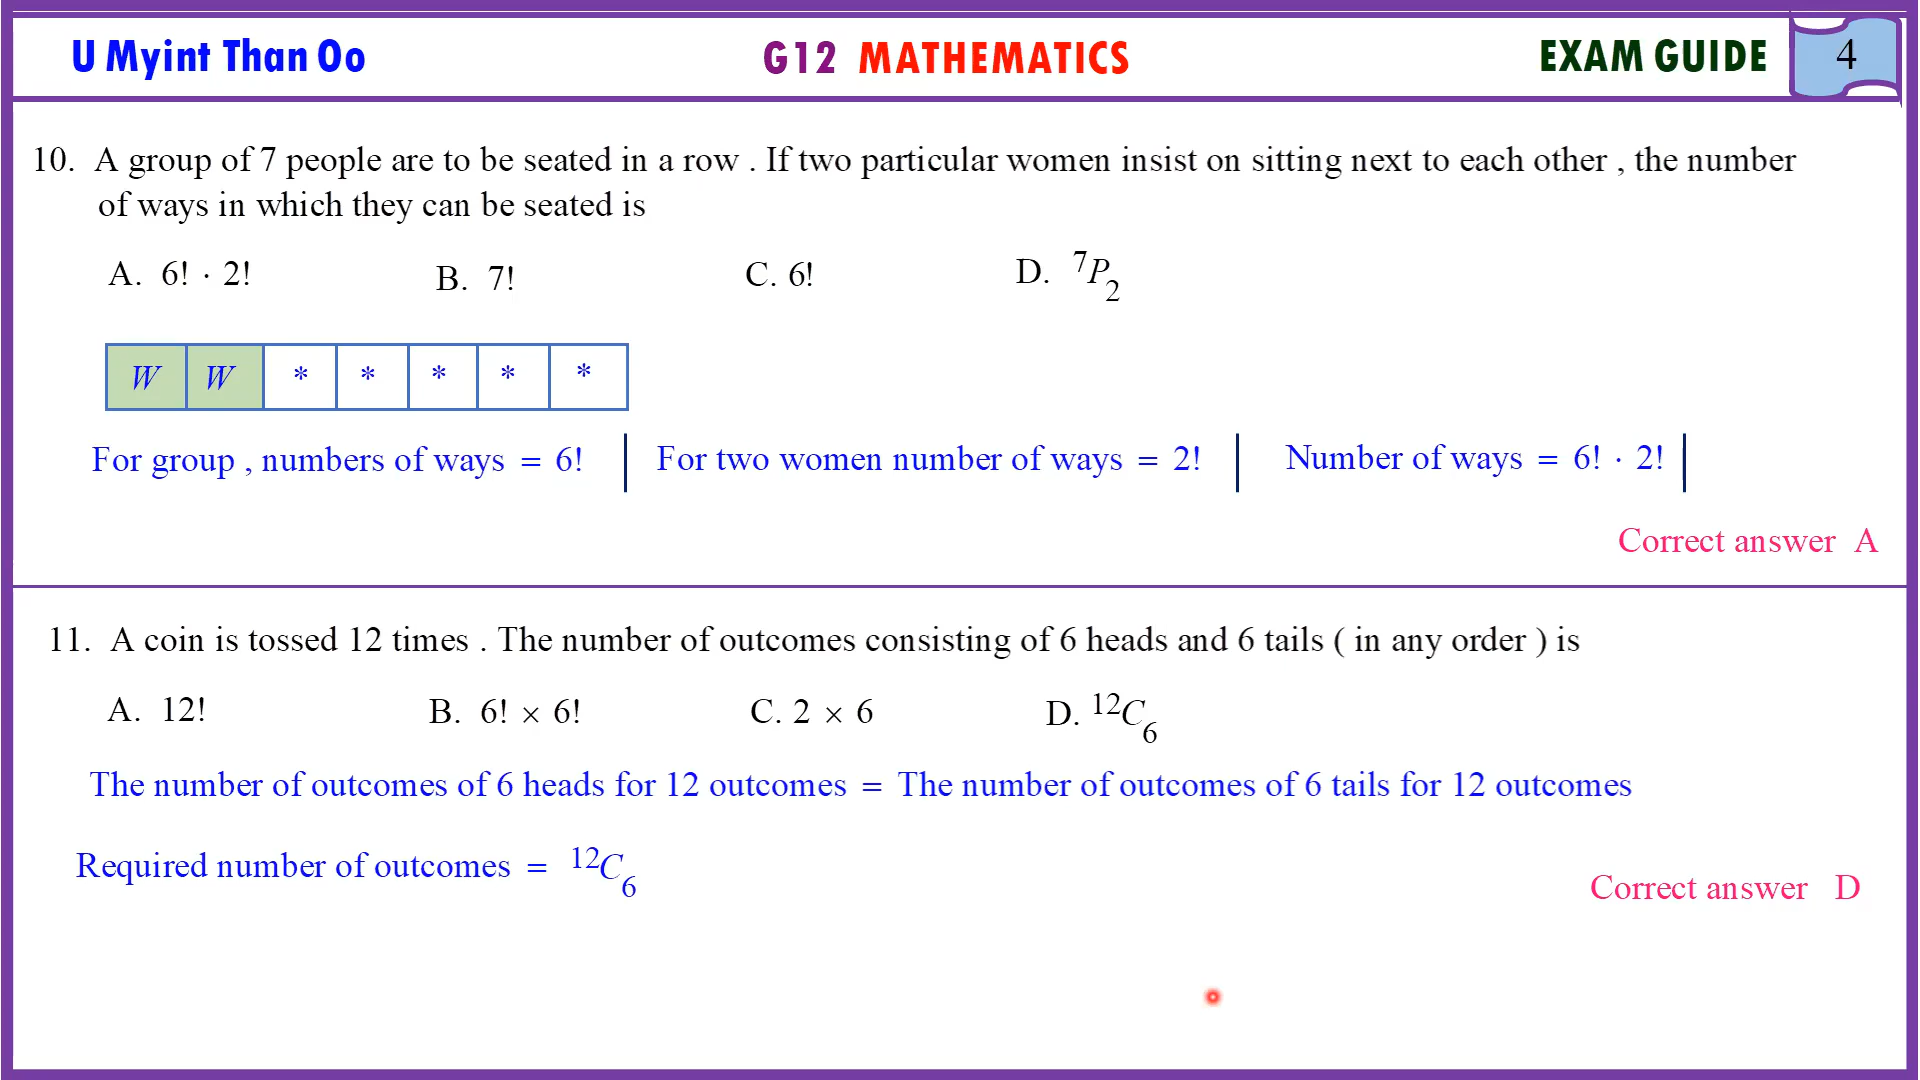 U Myint Than Oo G12 MATHEMATICS EXAM GUIDE 4
10. A group of 7 people are to be seated in a row . If two particular women insist on sitting next to each other , the number
of ways in which they can be seated is
A. 6! · 2! B. 7! C. 6! D. ⁷P₂
W W * * * * *
For group , numbers of ways = 6! For two women number of ways = 2! Number of ways = 6! · 2!
Correct answer A
11. A coin is tossed 12 times . The number of outcomes consisting of 6 heads and 6 tails ( in any order ) is
A. 12! B. 6! × 6! C. 2 × 6 D. ¹²C₆
The number of outcomes of 6 heads for 12 outcomes = The number of outcomes of 6 tails for 12 outcomes
Required number of outcomes = ¹²C₆
Correct answer D